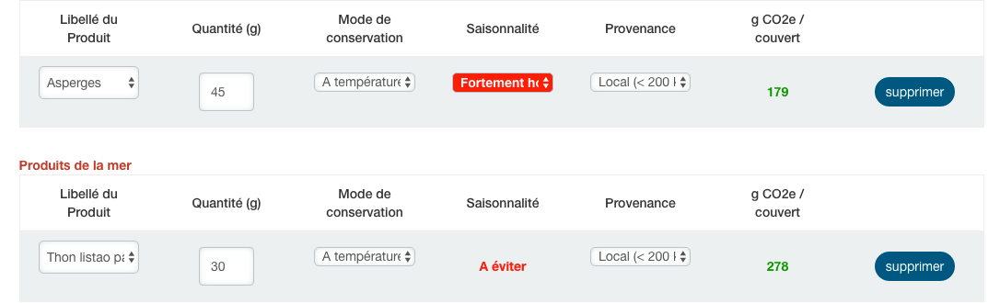 Libellé du
Produit
Quantité (g)
Mode de
conservation
Saisonnalité
Provenance
g CO2e /
couvert
Asperges
45
A température
Fortement
Local (< 200
179
supprimer
Produits de la mer
Libellé du
Produit
Quantité (g)
Mode de
conservation
Saisonnalité
Provenance
g CO2e /
couvert
Thon listao
30
A température
A éviter
Local (< 200
278
supprimer